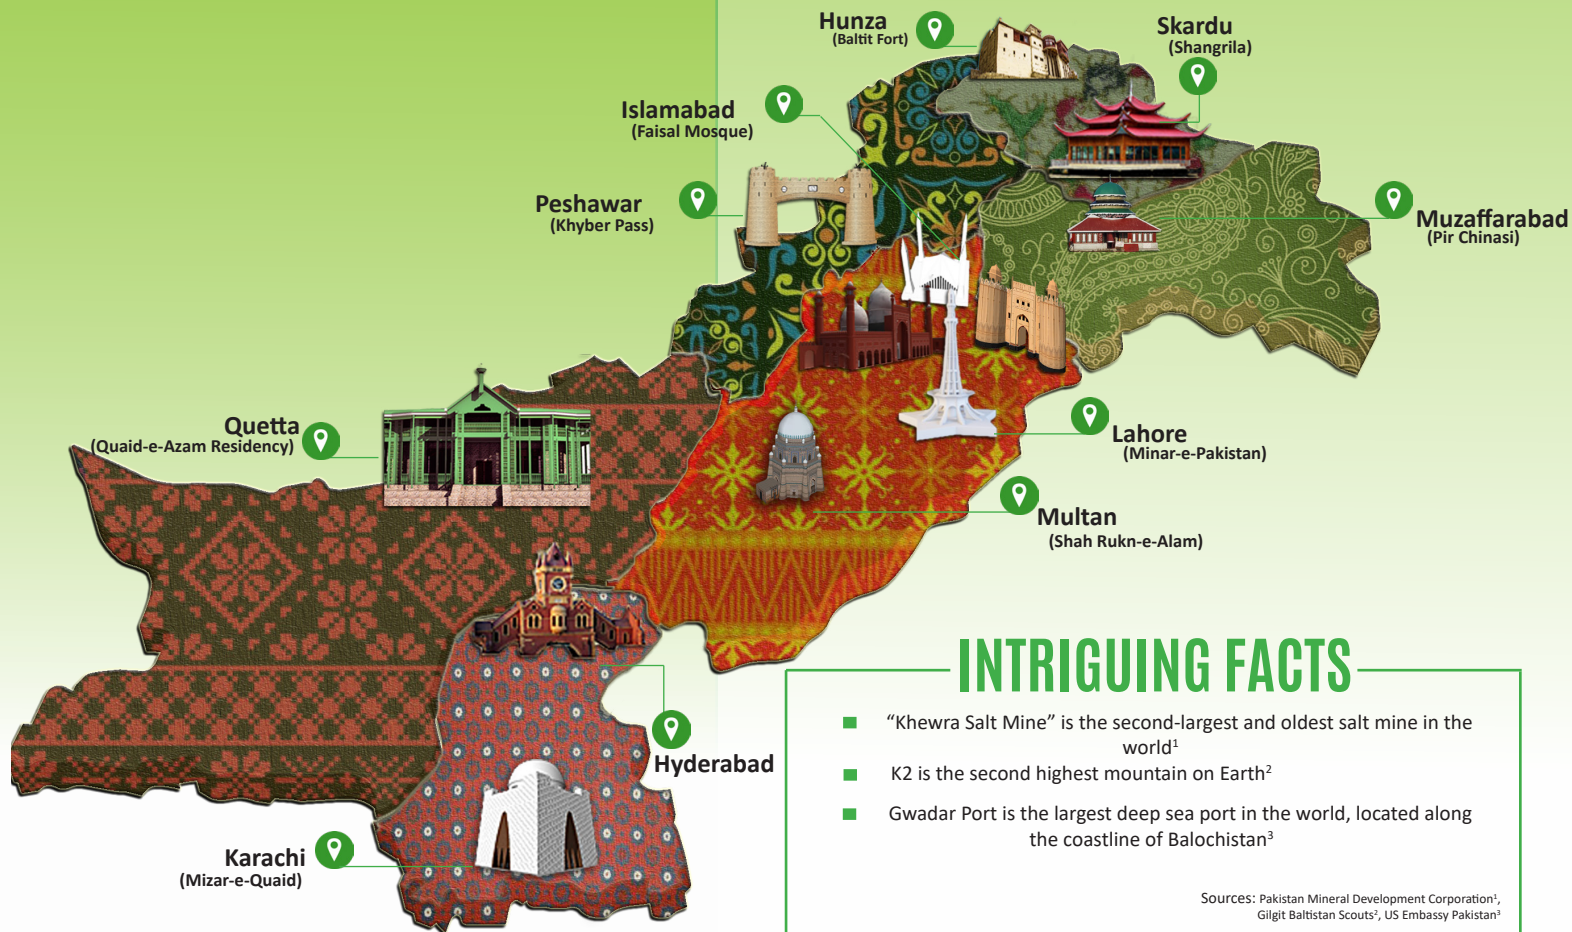 Hunza
(Baltit Fort)
Skardu
(Shangrila)
Islamabad
(Faisal Mosque)
Peshawar
(Khyber Pass)
Muzaffarabad
(Pir Chinasi)
Quetta
(Quaid-e-Azam Residency)
Lahore
(Minar-e-Pakistan)
Multan
(Shah Rukn-e-Alam)
Hyderabad
Karachi
(Mizar-e-Quaid)
INTRIGUING FACTS
“Khewra Salt Mine” is the second-largest and oldest salt mine in the
world¹
K2 is the second highest mountain on Earth²
Gwadar Port is the largest deep sea port in the world, located along
the coastline of Balochistan³
Sources: Pakistan Mineral Development Corporation¹,
Gilgit Baltistan Scouts², US Embassy Pakistan³